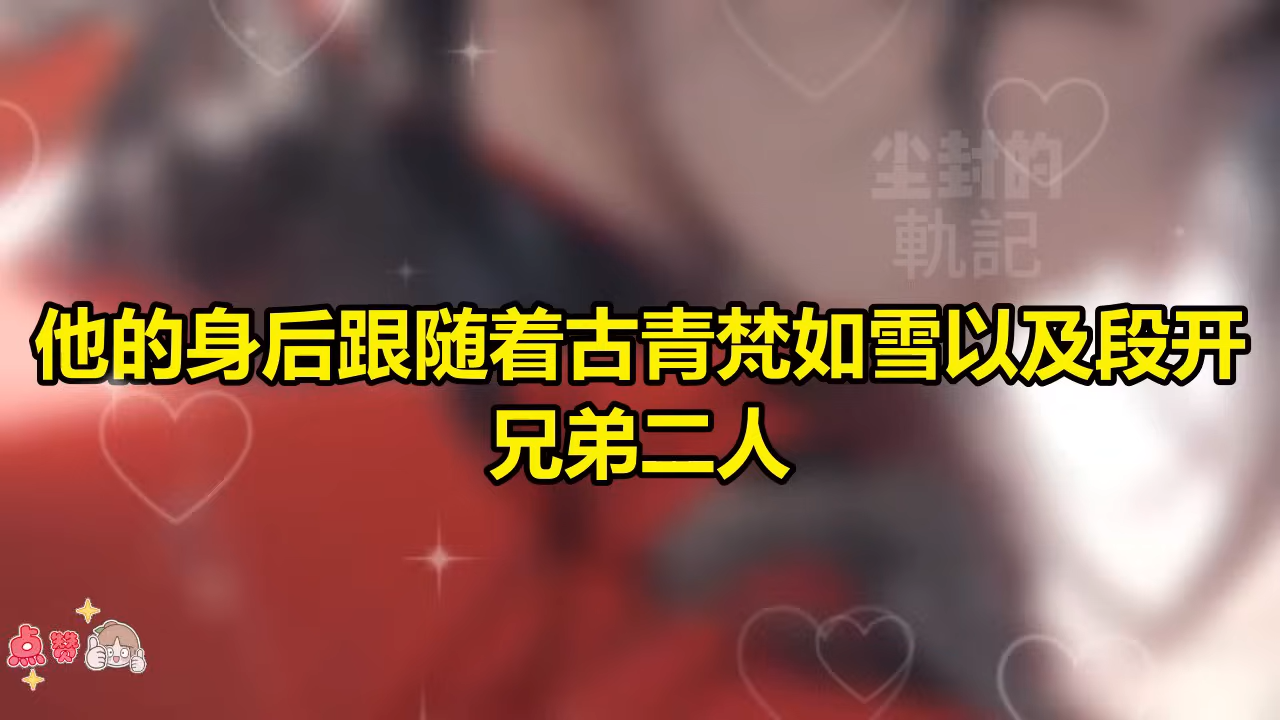 尘封的
軌記
他的身后跟随着古青梵如雪以及段开
兄弟二人
点赞